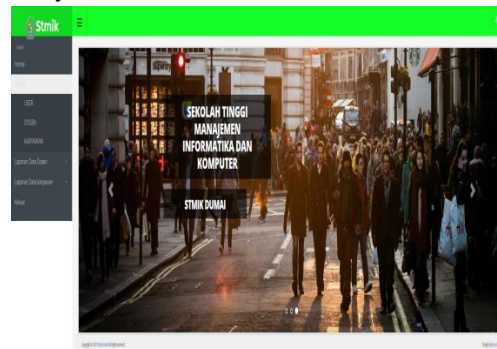 Stmik
Home
USER
DOSEN
KARYAWAN
Laporan Data Dosen
Laporan Data Karyawan
Keluar
SEKOLAH TINGGI
MANAJEMEN
INFORMATIKA DAN
KOMPUTER
STMIK DUMAI